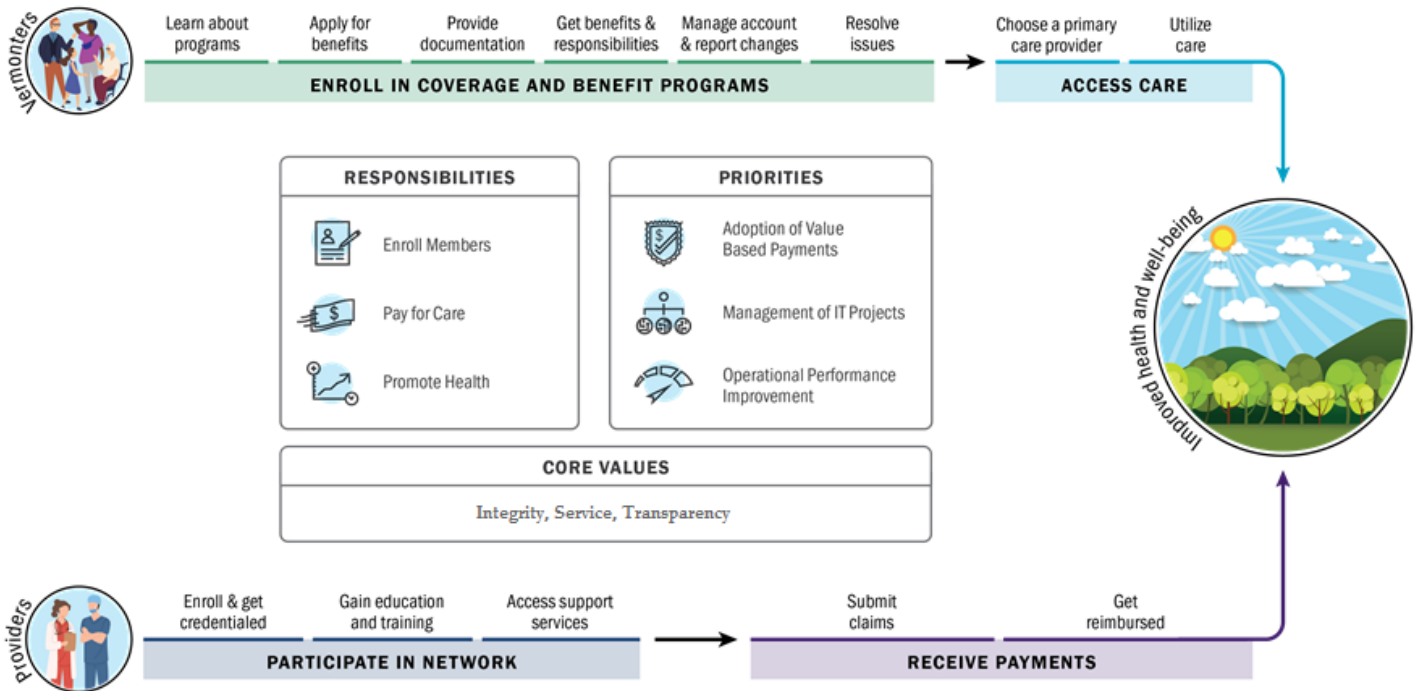 Vermonters
Learn about
programs
Apply for
benefits
Provide
documentation
Get benefits &
responsibilities
Manage account
& report changes
Resolve
issues
ENROLL IN COVERAGE AND BENEFIT PROGRAMS
Choose a primary
care provider
Utilize
care
ACCESS CARE
RESPONSIBILITIES
Enroll Members
$
Pay for Care
Promote Health
PRIORITIES
$
Adoption of Value
Based Payments
Management of IT Projects
Operational Performance
Improvement
CORE VALUES
Integrity, Service, Transparency
Improved health and well-being
Providers
Enroll & get
credentialed
Gain education
and training
Access support
services
PARTICIPATE IN NETWORK
Submit
claims
Get
reimbursed
RECEIVE PAYMENTS